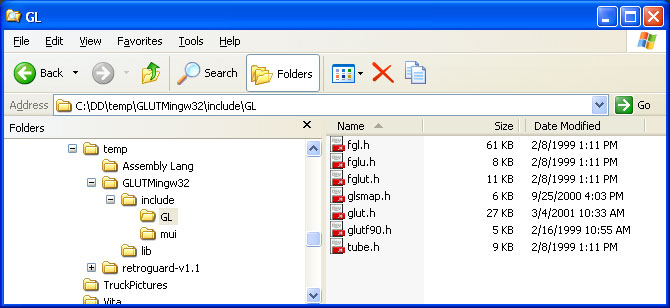 GL
File Edit View Favorites Tools Help
Back Search Folders
Address C:\DD\temp\GLUTMingw32\include\GL Go
Folders
Name Size Date Modified
temp
Assembly Lang
GLUTMingw32
include
GL
mui
lib
retroguard-v1.1
TruckPictures
Vita
fgl.h 61 KB 2/8/1999 1:11 PM
fglu.h 8 KB 2/8/1999 1:11 PM
fglut.h 11 KB 2/8/1999 1:11 PM
glsmap.h 6 KB 9/25/2000 4:03 PM
glut.h 27 KB 3/4/2001 10:33 AM
glutf90.h 5 KB 2/16/1999 10:55 AM
tube.h 9 KB 2/8/1999 1:11 PM